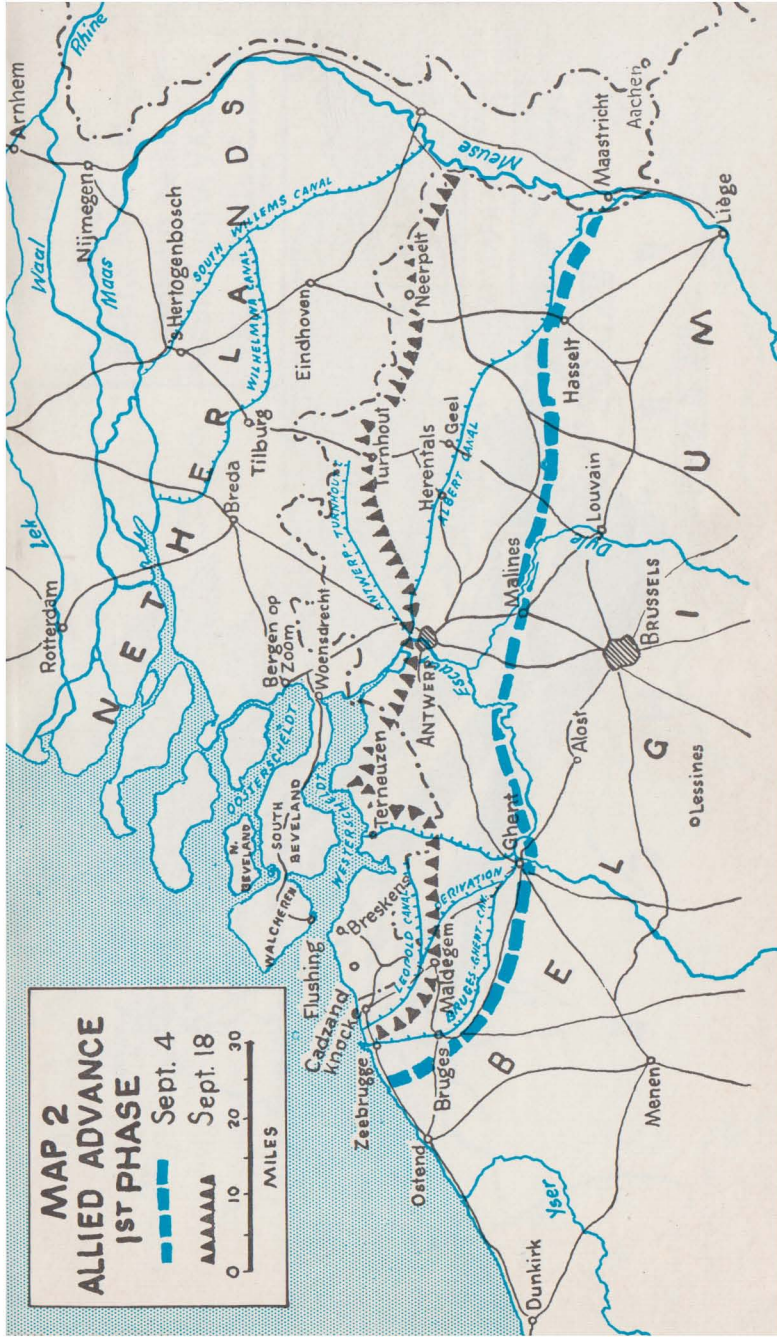 MAP 2
ALLIED ADVANCE
1ST PHASE
Sept. 4
Sept. 18
0 10 20 30
MILES
Rotterdam
Lek
Waal
Maas
Arnhem
Rhine
Nijmegen
's Hertogenbosch
SOUTH WILLEMS CANAL
WILHELMINA CANAL
NETHERLANDS
Breda
Tilburg
Eindhoven
Bergen op
Zoom
Woensdrecht
OOSTERSCHELDT
N.
BEVELAND
SOUTH
BEVELAND
WALCHEREN
WESTERSCHELDT
Flushing
Breskens
Cadzand
Knocke
Zeebrugge
Terneuzen
LEOPOLD CANAL
DERIVATION
Maldegem
BRUGES-GHENT-CAN.
Bruges
Ostend
Ghent
ANTWERP
ANTWERP-TURNHOUT
Turnhout
Neerpelt
Herentals
Geel
ALBERT CANAL
Escaut
Meuse
Maastricht
Aachen
Liège
Hasselt
Malines
Louvain
Dyle
BRUSSELS
Alost
Lessines
BELGIUM
Menen
Yser
Dunkirk